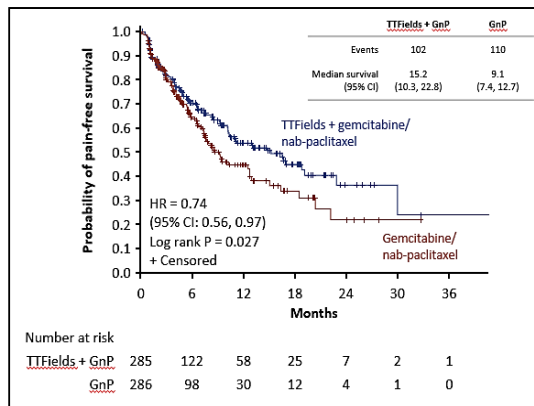 TTFields + GnP GnP
Events 102 110
Median survival 15.2 9.1
(95% CI) (10.3, 22.8) (7.4, 12.7)
Probability of pain-free survival
1.0
0.9
0.8
0.7
0.6
0.5
0.4
0.3
0.2
0.1
0.0
TTFields + gemcitabine/
nab-paclitaxel
HR = 0.74
(95% CI: 0.56, 0.97)
Log rank P = 0.027
+ Censored
Gemcitabine/
nab-paclitaxel
0 6 12 18 24 30 36
Months
Number at risk
TTFields + GnP 285 122 58 25 7 2 1
GnP 286 98 30 12 4 1 0